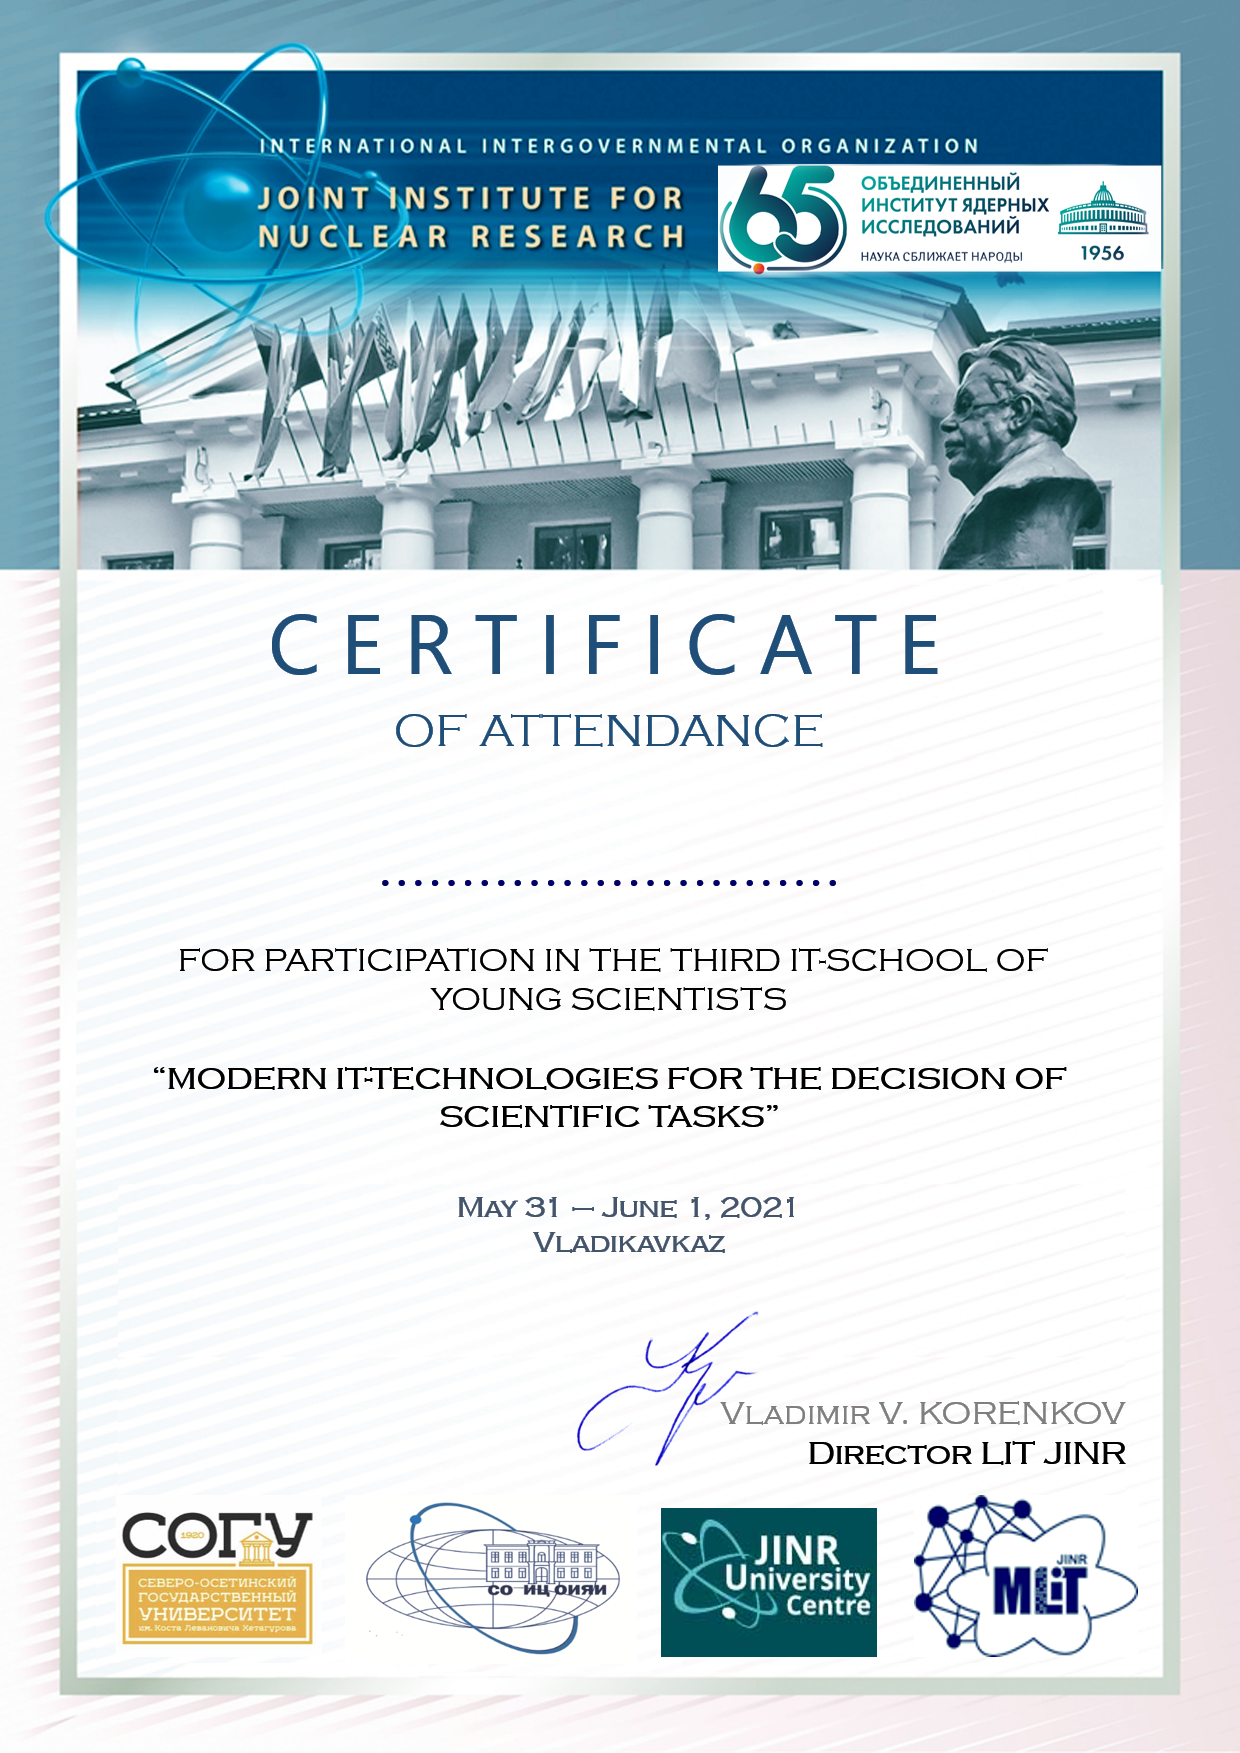 INTERNATIONAL INTERGOVERNMENTAL ORGANIZATION
JOINT INSTITUTE FOR
NUCLEAR RESEARCH
65
ОБЪЕДИНЕННЫЙ
ИНСТИТУТ ЯДЕРНЫХ
ИССЛЕДОВАНИЙ
НАУКА СБЛИЖАЕТ НАРОДЫ
1956
CERTIFICATE
OF ATTENDANCE
............................
FOR PARTICIPATION IN THE THIRD IT-SCHOOL OF
YOUNG SCIENTISTS
“MODERN IT-TECHNOLOGIES FOR THE DECISION OF
SCIENTIFIC TASKS”
MAY 31 – JUNE 1, 2021
VLADIKAVKAZ
VLADIMIR V. KORENKOV
DIRECTOR LIT JINR
СОГУ
1920
СЕВЕРО-ОСЕТИНСКИЙ
ГОСУДАРСТВЕННЫЙ
УНИВЕРСИТЕТ
им. Коста Левановича Хетагурова
СО ИЦ ОИЯИ
JINR
University
Centre
JINR
MLIT